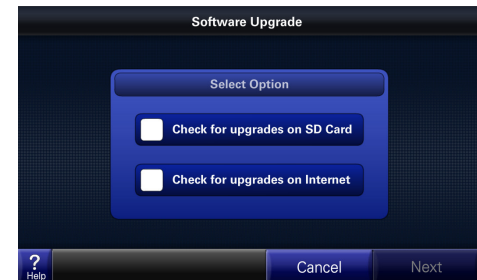 Software Upgrade
Select Option
Check for upgrades on SD Card
Check for upgrades on Internet
?
Help
Cancel
Next